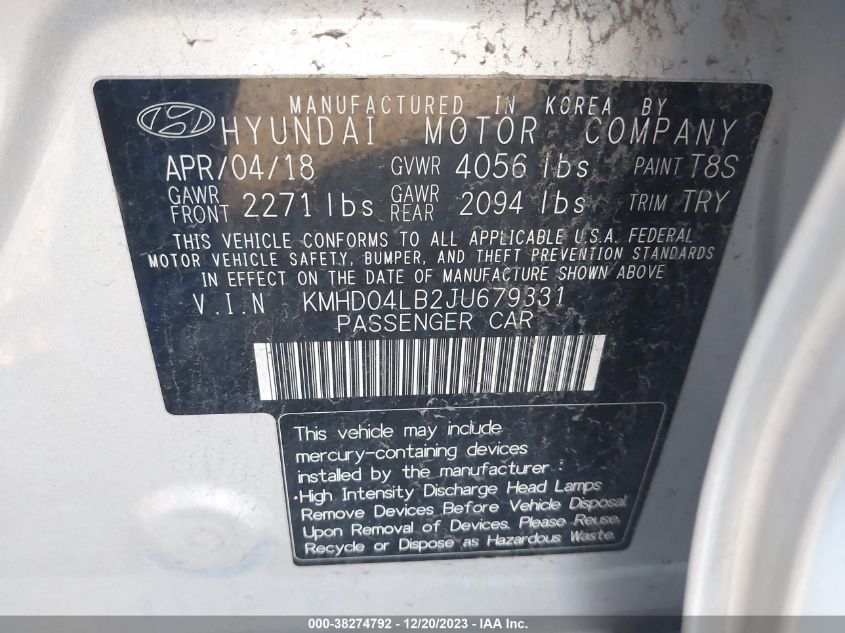 MANUFACTURED IN KOREA BY
HYUNDAI MOTOR COMPANY
APR/04/18 GVWR 4056 lbs PAINT T8S
GAWR FRONT 2271 lbs GAWR REAR 2094 lbs TRIM TRY
THIS VEHICLE CONFORMS TO ALL APPLICABLE U.S.A. FEDERAL
MOTOR VEHICLE SAFETY, BUMPER, AND THEFT PREVENTION STANDARDS
IN EFFECT ON THE DATE OF MANUFACTURE SHOWN ABOVE
V.I.N KMHD04LB2JU679331
PASSENGER CAR
This vehicle may include
mercury-containing devices
installed by the manufacturer :
·High Intensity Discharge Head Lamps
Remove Devices Before Vehicle Disposal.
Upon Removal of Devices. Please Reuse,
Recycle or Dispose as Hazardous Waste.
000-38274792 - 12/20/2023 - IAA Inc.